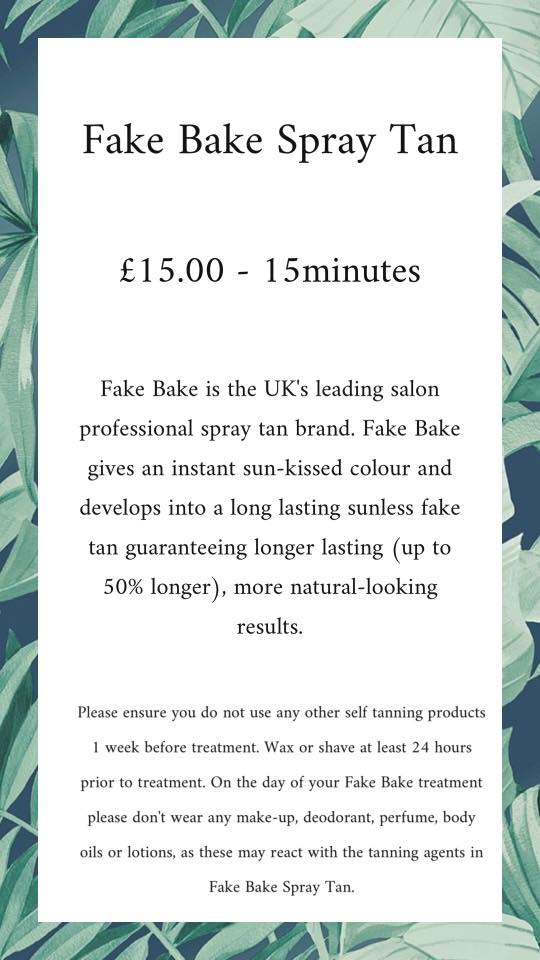 Fake Bake Spray Tan
£15.00 - 15minutes
Fake Bake is the UK's leading salon
professional spray tan brand. Fake Bake
gives an instant sun-kissed colour and
develops into a long lasting sunless fake
tan guaranteeing longer lasting (up to
50% longer), more natural-looking
results.
Please ensure you do not use any other self tanning products
1 week before treatment. Wax or shave at least 24 hours
prior to treatment. On the day of your Fake Bake treatment
please don't wear any make-up, deodorant, perfume, body
oils or lotions, as these may react with the tanning agents in
Fake Bake Spray Tan.